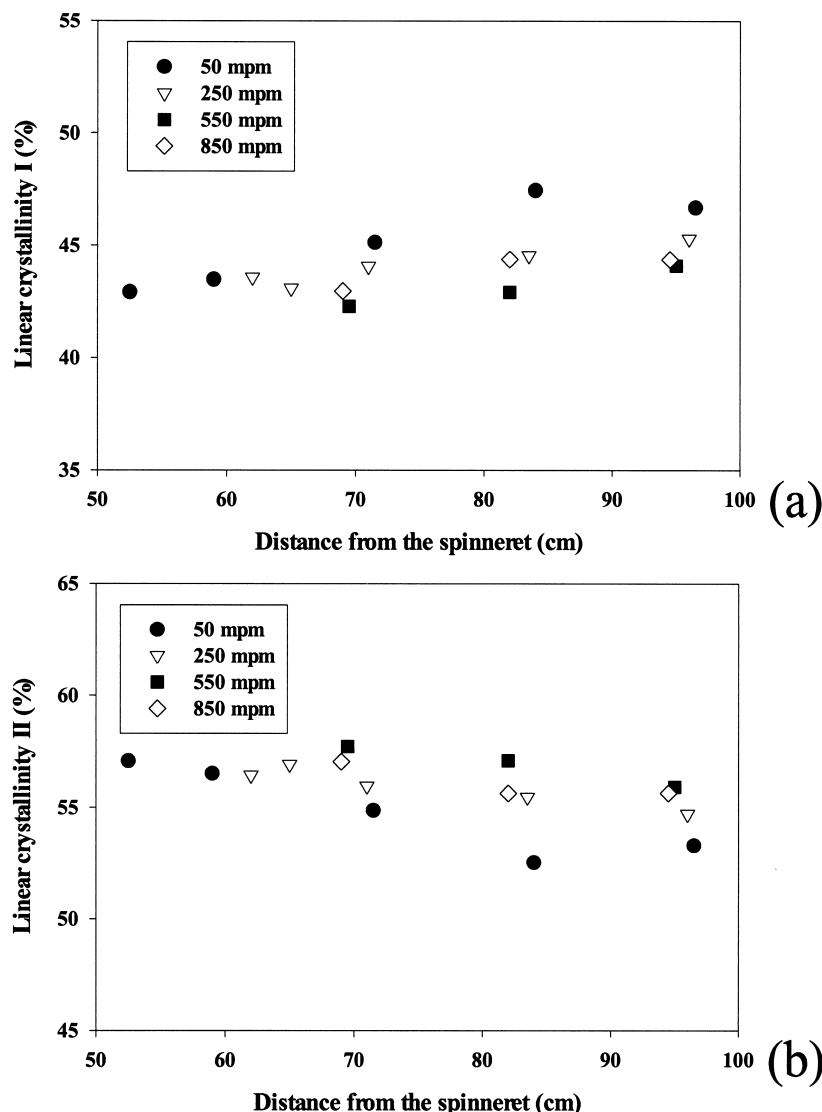 55
50 mpm
250 mpm
550 mpm
850 mpm
50
45
40
35
Linear crystallinity I (%)
50 60 70 80 90 100
(a)
Distance from the spinneret (cm)
65
50 mpm
250 mpm
550 mpm
850 mpm
60
55
50
45
Linear crystallinity II (%)
50 60 70 80 90 100
(b)
Distance from the spinneret (cm)